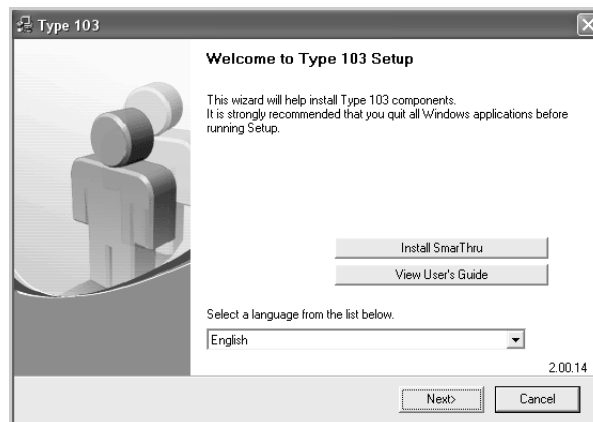 Type 103
Welcome to Type 103 Setup
This wizard will help install Type 103 components.
It is strongly recommended that you quit all Windows applications before
running Setup.
Install SmarThru
View User's Guide
Select a language from the list below.
English
2.00.14
Next>
Cancel